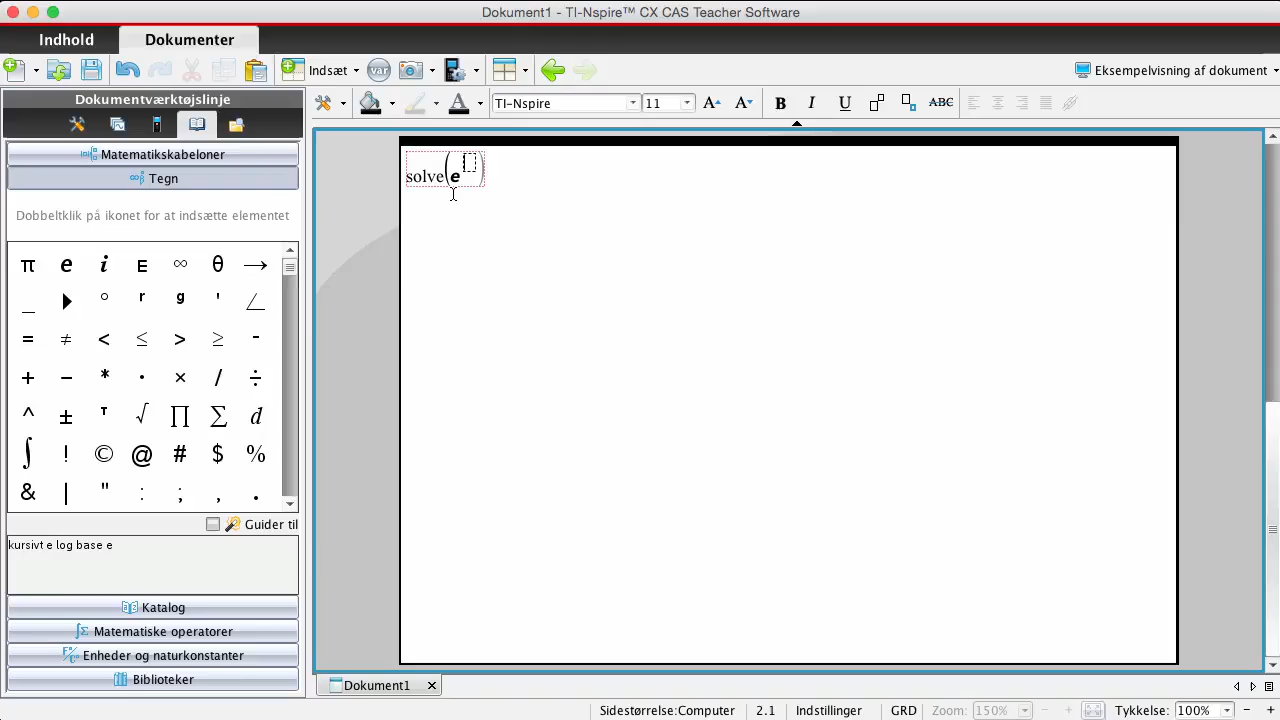 Dokument1 - TI-Nspire™ CX CAS Teacher Software
Indhold
Dokumenter
Indsæt
var
Eksempekvisning af dokument
Dokumentværktøjslinje
TI-Nspire
11
A
A
A
B
I
U
ABC
Matematikskabeloner
Tegn
Dobbeltklik på ikonet for at indsætte elementet
π e i E ∞ θ →
_ ▶ ° r g ' ∠
= ≠ < ≤ > ≥ -
+ − * · × / ÷
^ ± T √ ∏ ∑ d
∫ ! © @ # $ %
& | " : ; , .
Guider til
kursivt e log base e
Katalog
Matematiske operatorer
Enheder og naturkonstanter
Biblioteker
solve(e )
Dokument1
Sidestørrelse:Computer 2.1 Indstillinger GRD Zoom: 150% − + Tykkelse: 100% − +